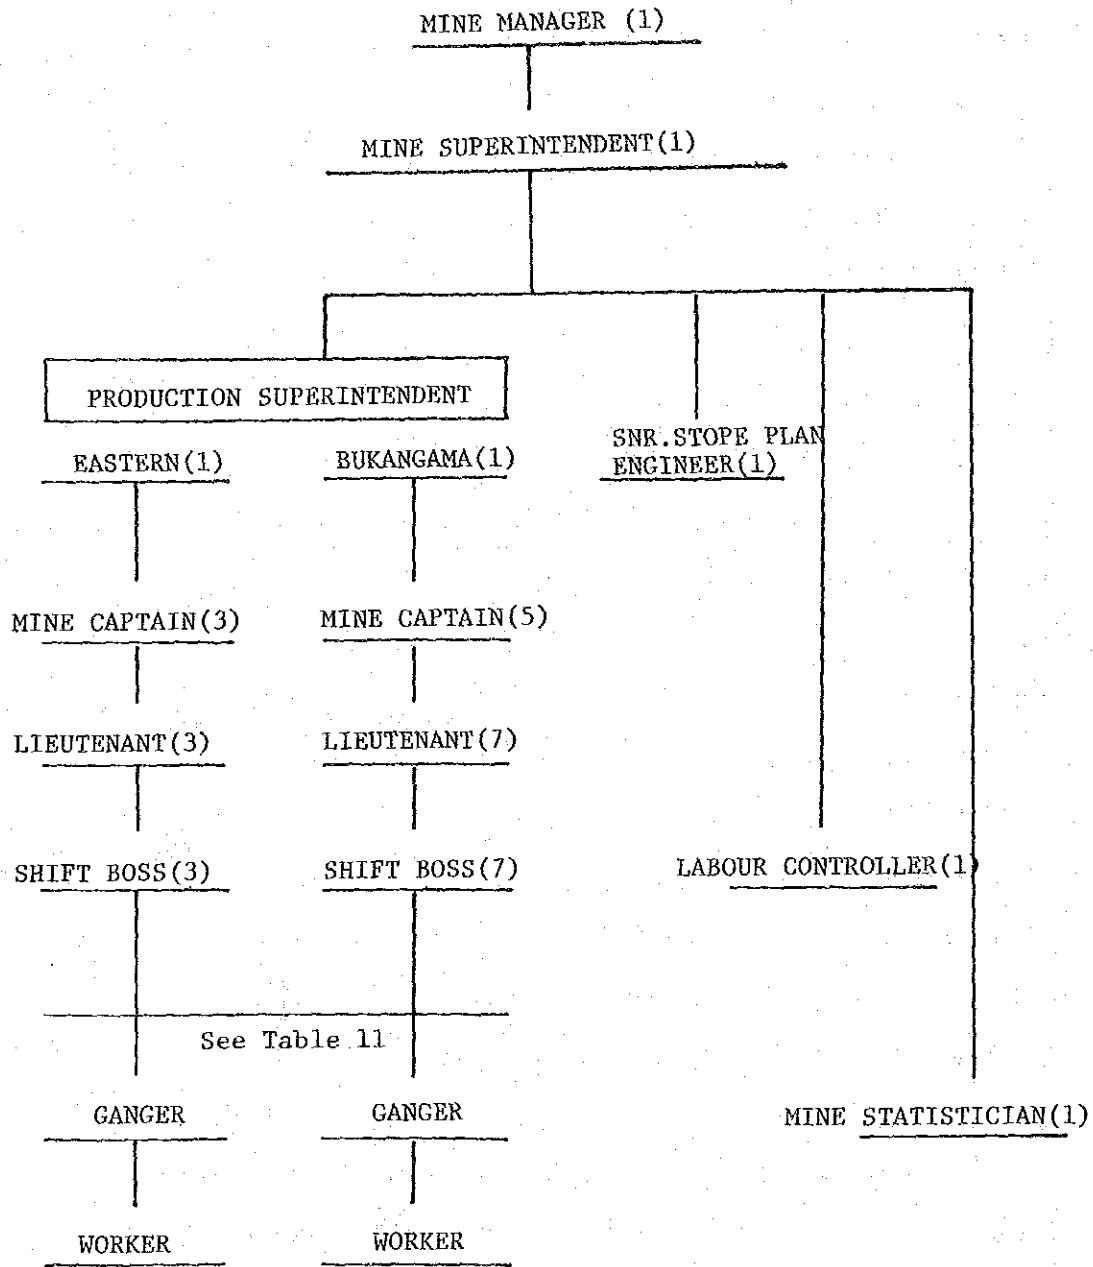 MINE MANAGER (1)
MINE SUPERINTENDENT(1)
PRODUCTION SUPERINTENDENT
EASTERN(1)
BUKANGAMA(1)
SNR.STOPE PLAN
ENGINEER(1)
MINE CAPTAIN(3)
MINE CAPTAIN(5)
LIEUTENANT(3)
LIEUTENANT(7)
SHIFT BOSS(3)
SHIFT BOSS(7)
LABOUR CONTROLLER(1)
See Table 11
GANGER
GANGER
MINE STATISTICIAN(1)
WORKER
WORKER